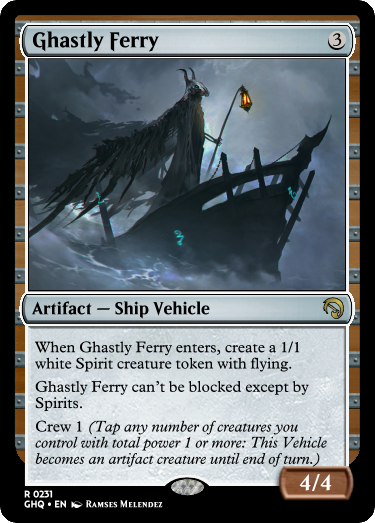 Ghastly Ferry 3
Artifact — Ship Vehicle
When Ghastly Ferry enters, create a 1/1
white Spirit creature token with flying.
Ghastly Ferry can't be blocked except by
Spirits.
Crew 1 (Tap any number of creatures you
control with total power 1 or more: This Vehicle
becomes an artifact creature until end of turn.)
4/4
R 0231
GHQ • EN Ramses Melendez